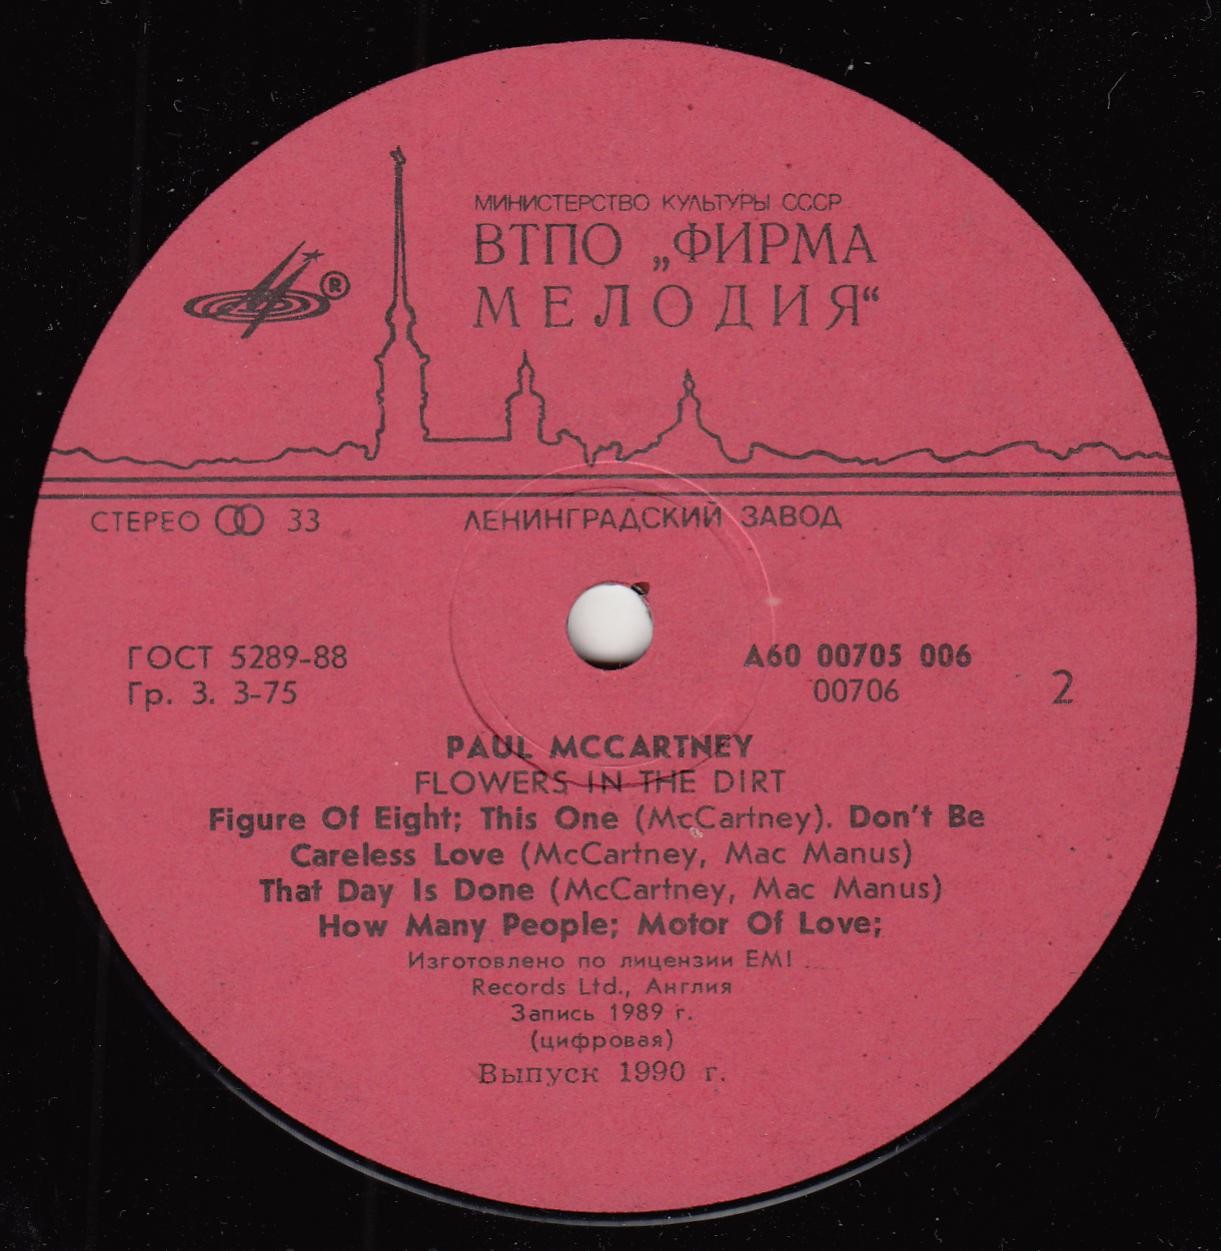 МИНИСТЕРСТВО КУЛЬТУРЫ СССР
ВТПО „ФИРМА
МЕЛОДИЯ“
®
СТЕРЕО 33
ЛЕНИНГРАДСКИЙ ЗАВОД
ГОСТ 5289-88
Гр. 3. 3-75
А60 00705 006
00706
2
PAUL MCCARTNEY
FLOWERS IN THE DIRT
Figure Of Eight; This One (McCartney). Don't Be
Careless Love (McCartney, Mac Manus)
That Day Is Done (McCartney, Mac Manus)
How Many People; Motor Of Love;
Изготовлено по лицензии EMI
Records Ltd., Англия
Запись 1989 г.
(цифровая)
Выпуск 1990 г.